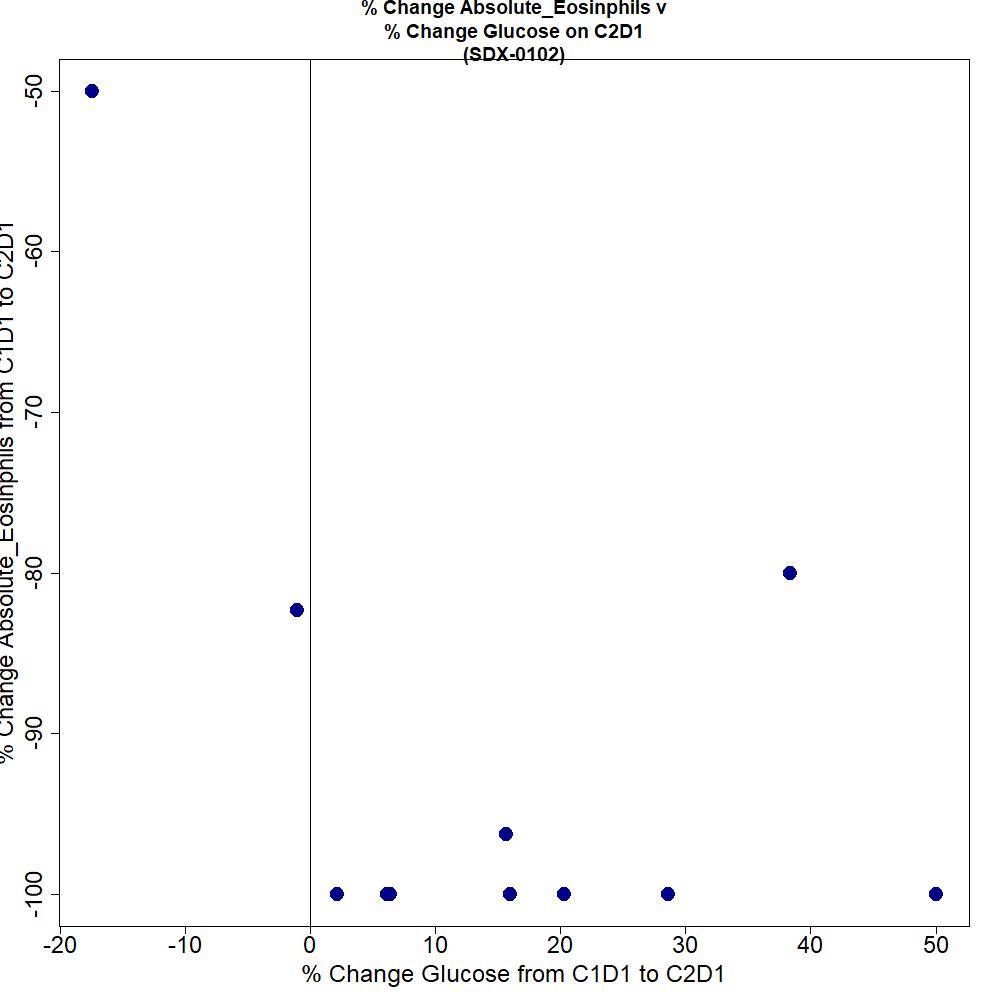 % Change Absolute_Eosinphils v
% Change Glucose on C2D1
(SDX-0102)
% Change Absolute_Eosinphils from C1D1 to C2D1
-50
-60
-70
-80
-90
-100
-20
-10
0
10
20
30
40
50
% Change Glucose from C1D1 to C2D1